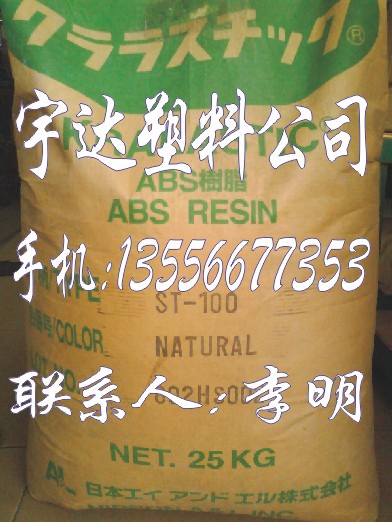 クララスチック®
宇达塑料公司
ABS樹脂
ABS RESIN
手机:13556677353
ST-100
/COLOR NATURAL
联系人:李明
NET. 25 KG
日本エイ アンド エル株式会社